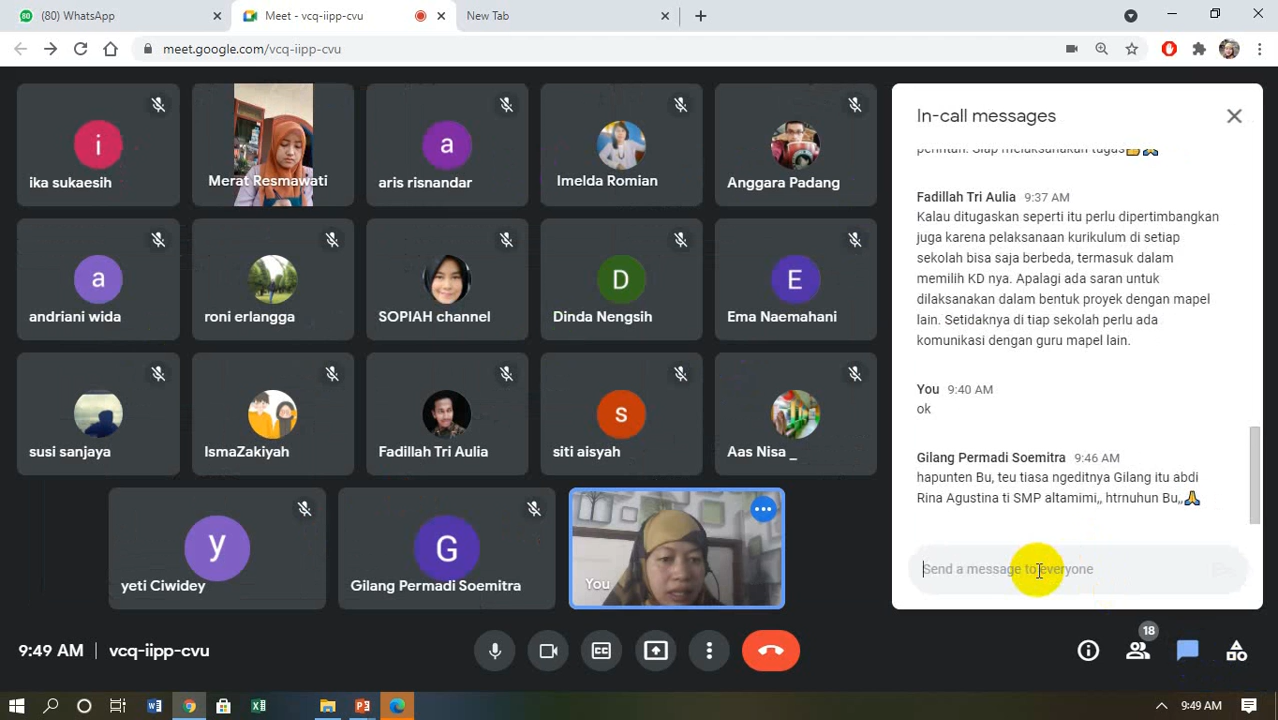 (80) WhatsApp
Meet - vcq-iipp-cvu
New Tab
meet.google.com/vcq-iipp-cvu
i
ika sukaesih
Merat Resmawati
a
aris risnandar
Imelda Romian
Anggara Padang
a
andriani wida
roni erlangga
SOPIAH channel
D
Dinda Nengsih
E
Ema Naemahani
susi sanjaya
IsmaZakiyah
Fadillah Tri Aulia
s
siti aisyah
Aas Nisa _
y
yeti Ciwidey
G
Gilang Permadi Soemitra
You
In-call messages
perintah. Siap melaksanakan tugas👍🙏
Fadillah Tri Aulia 9:37 AM
Kalau ditugaskan seperti itu perlu dipertimbangkan
juga karena pelaksanaan kurikulum di setiap
sekolah bisa saja berbeda, termasuk dalam
memilih KD nya. Apalagi ada saran untuk
dilaksanakan dalam bentuk proyek dengan mapel
lain. Setidaknya di tiap sekolah perlu ada
komunikasi dengan guru mapel lain.
You 9:40 AM
ok
Gilang Permadi Soemitra 9:46 AM
hapunten Bu, teu tiasa ngeditnya Gilang itu abdi
Rina Agustina ti SMP altamimi,, htrnuhun Bu,,🙏
Send a message to everyone
9:49 AM | vcq-iipp-cvu
18
9:49 AM